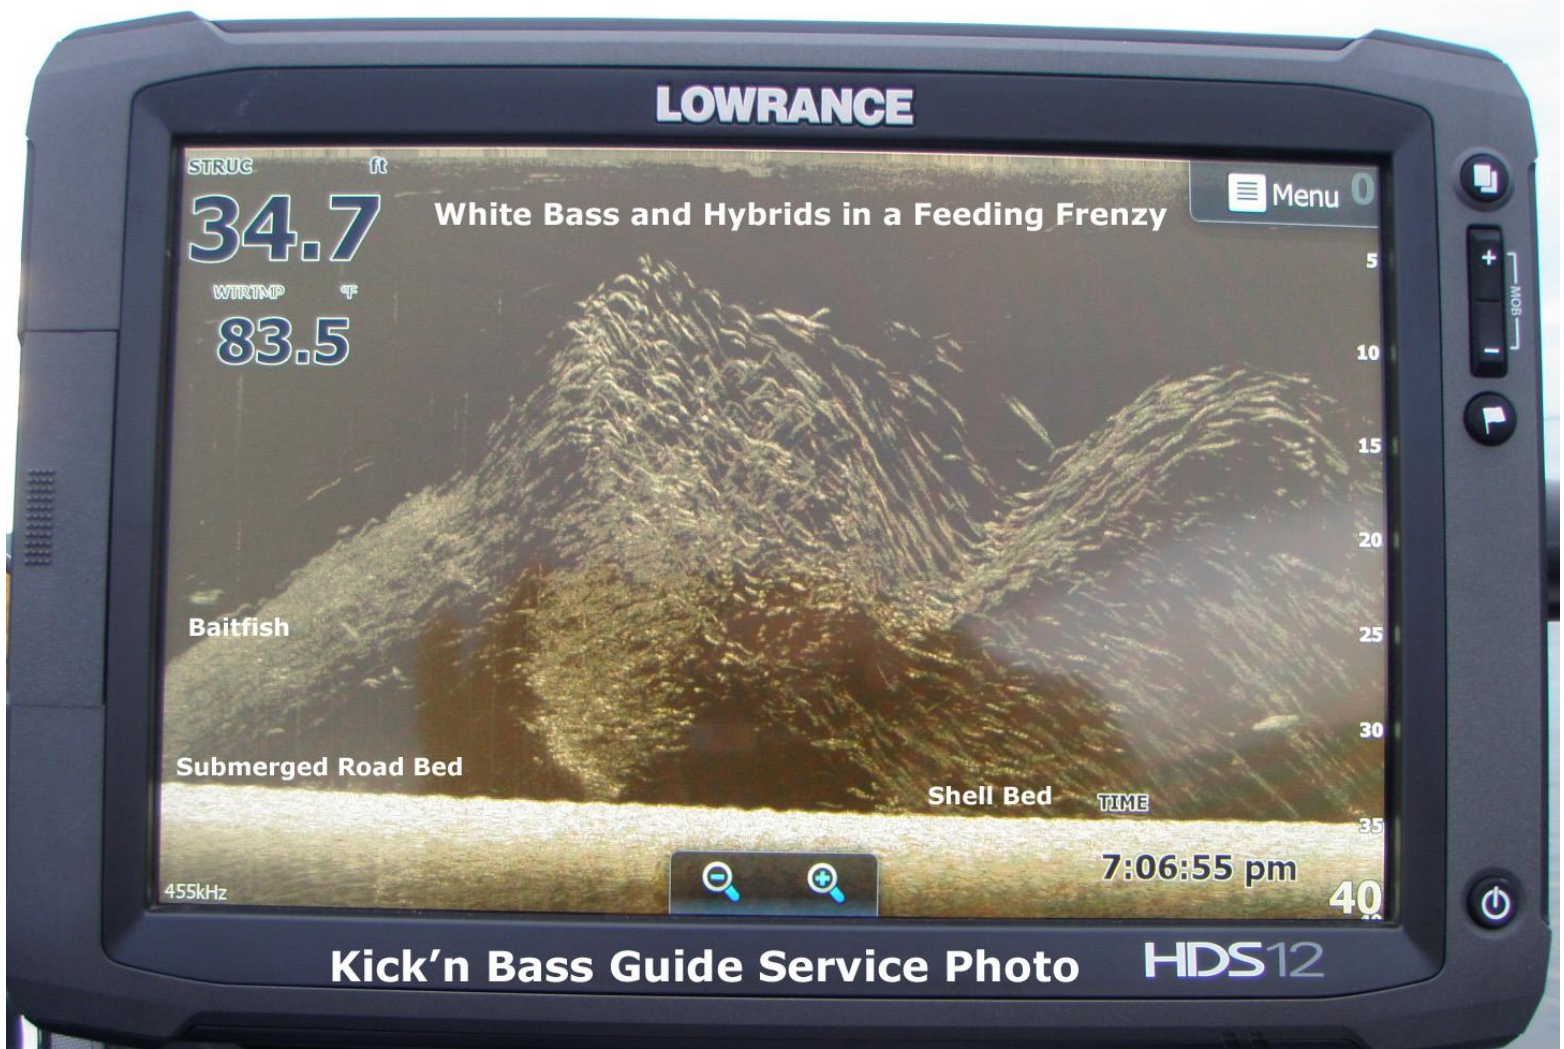 LOWRANCE
STRUC ft
34.7
WTRTMP °F
83.5
White Bass and Hybrids in a Feeding Frenzy
Menu 0
5
10
15
20
25
30
35
40
Baitfish
Submerged Road Bed
Shell Bed
TIME
7:06:55 pm
455kHz
Kick'n Bass Guide Service Photo
HDS12
+
MOB
−